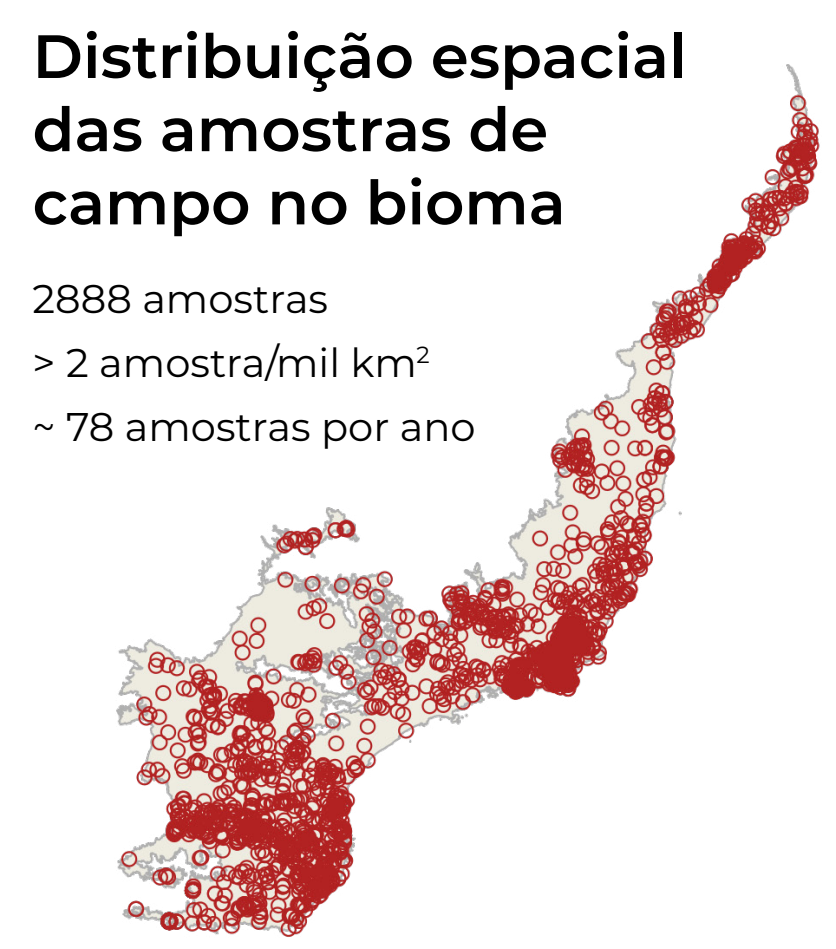 Distribuição espacial
das amostras de
campo no bioma
2888 amostras
> 2 amostra/mil km²
~ 78 amostras por ano